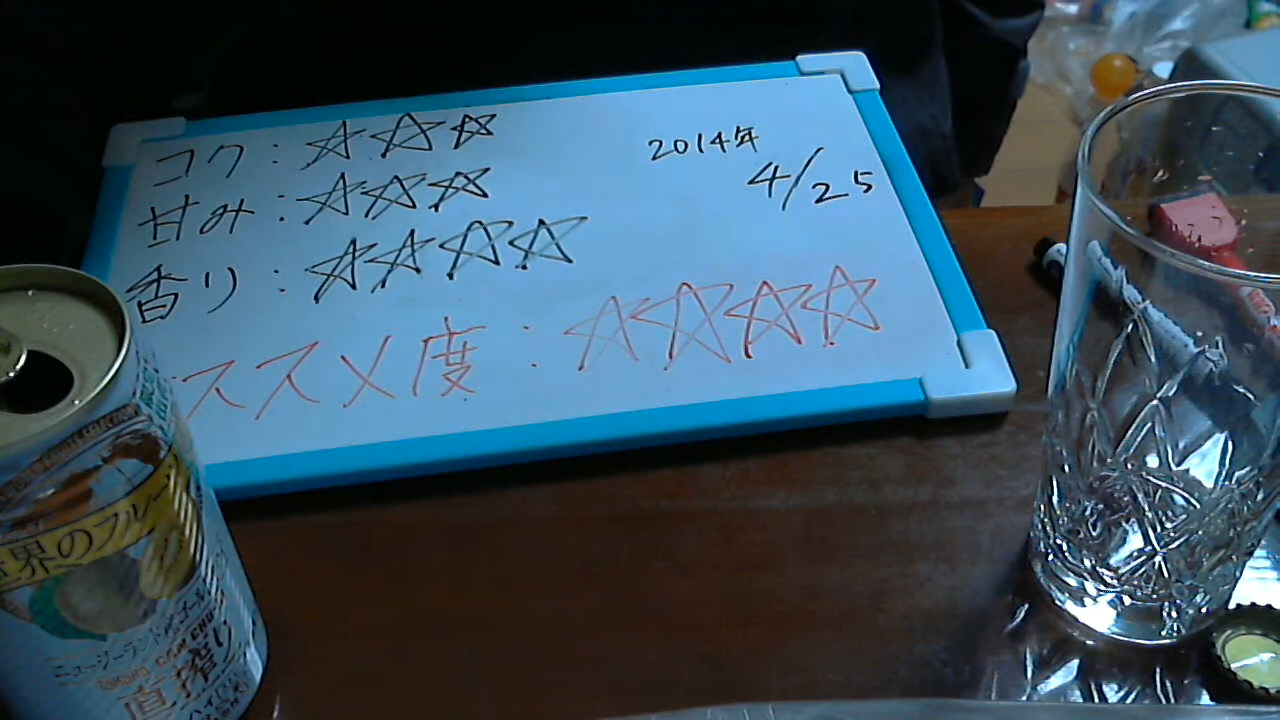 コク：☆☆☆
甘み：☆☆☆
香り：☆☆☆☆
ススメ度：☆☆☆☆
2014年
4/25
界のフル
ニュージーランド
直搾り